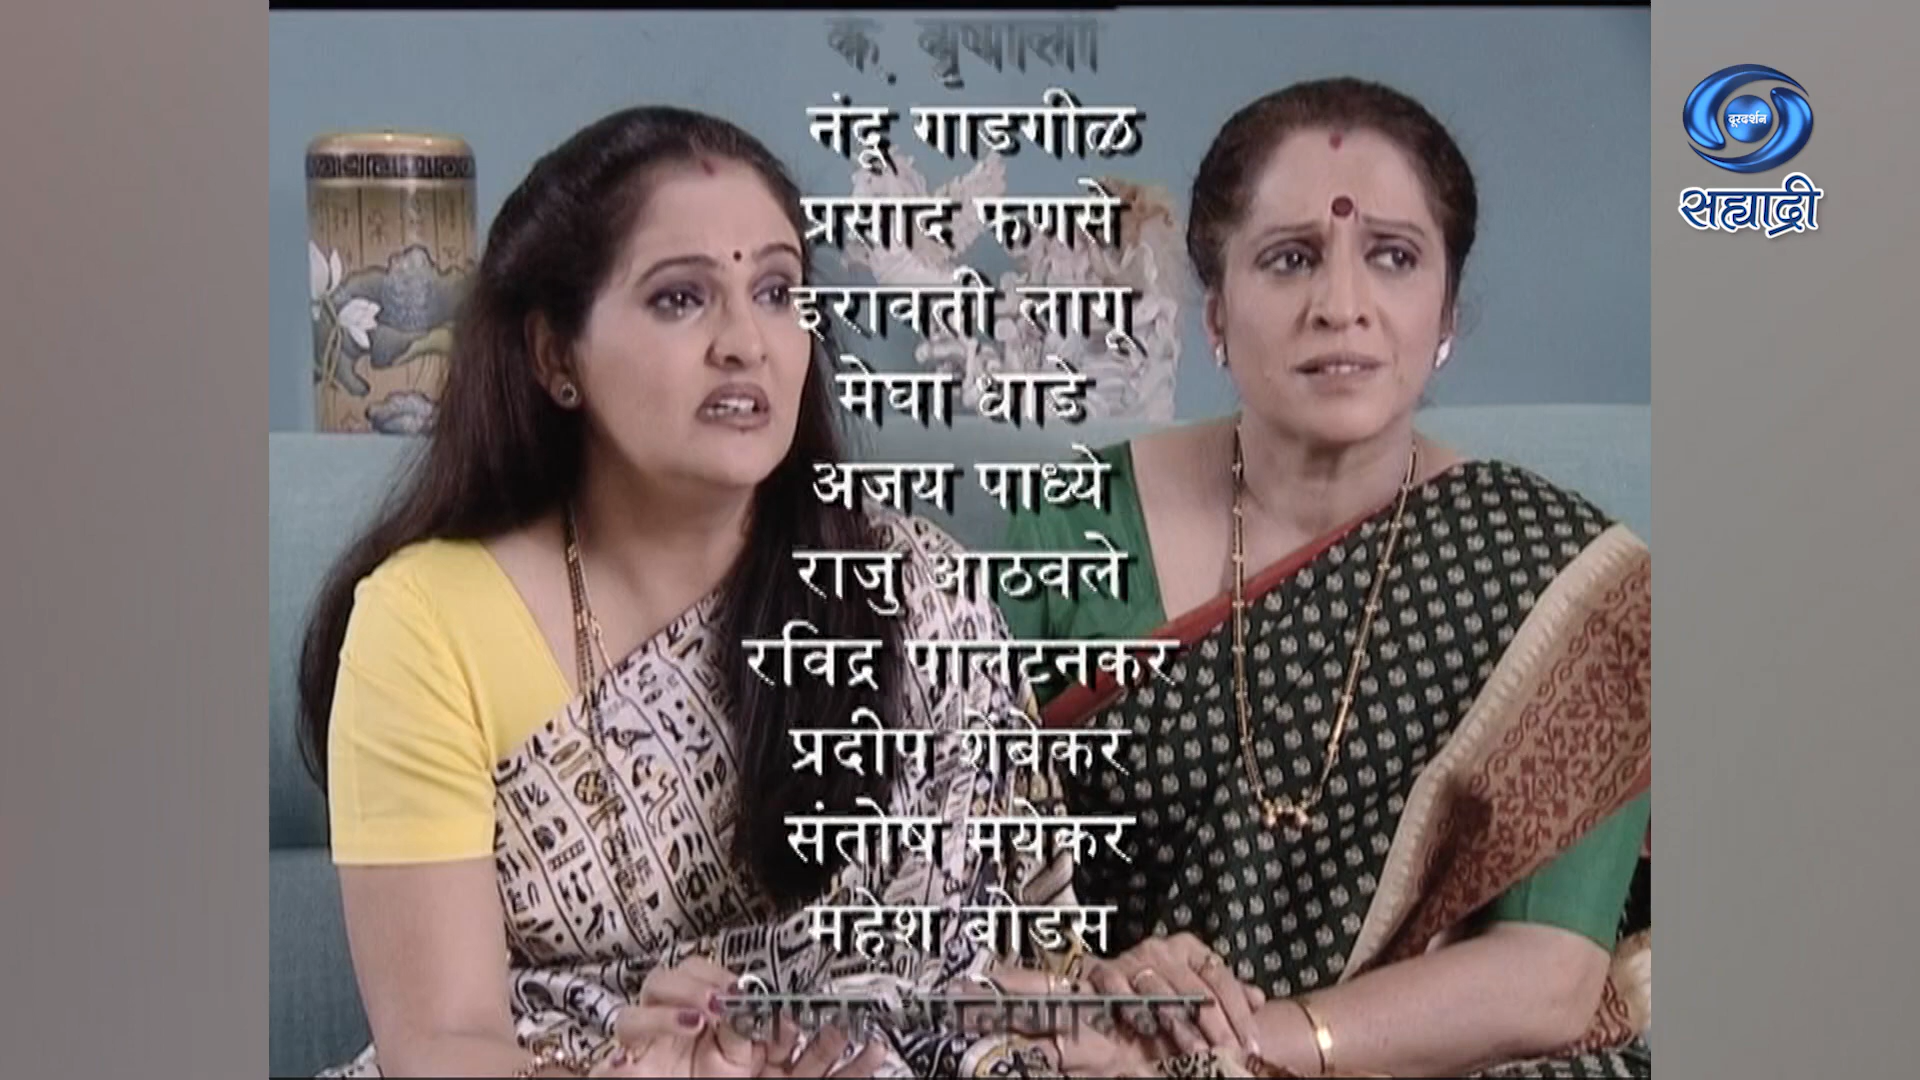 कृ. वृषाली
नंदू गाडगीळ
प्रसाद फणसे
इरावती लागू
मेघा धाडे
अजय पाध्ये
राजु आठवले
रविंद्र पालटनकर
प्रदीप शेंबेकर
संतोष मयेकर
महेश बोडस
दूरदर्शन
सह्याद्री